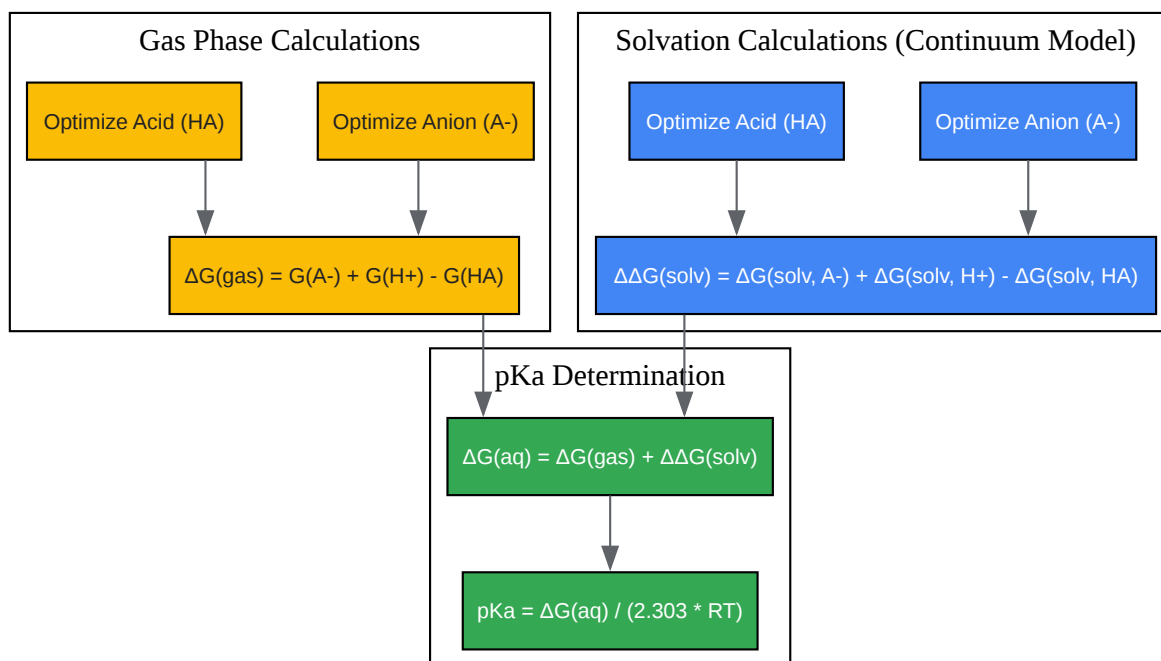 Gas Phase Calculations
Optimize Acid (HA)
Optimize Anion (A-)
ΔG(gas) = G(A-) + G(H+) - G(HA)
Solvation Calculations (Continuum Model)
Optimize Acid (HA)
Optimize Anion (A-)
ΔΔG(solv) = ΔG(solv, A-) + ΔG(solv, H+) - ΔG(solv, HA)
pKa Determination
ΔG(aq) = ΔG(gas) + ΔΔG(solv)
pKa = ΔG(aq) / (2.303 * RT)